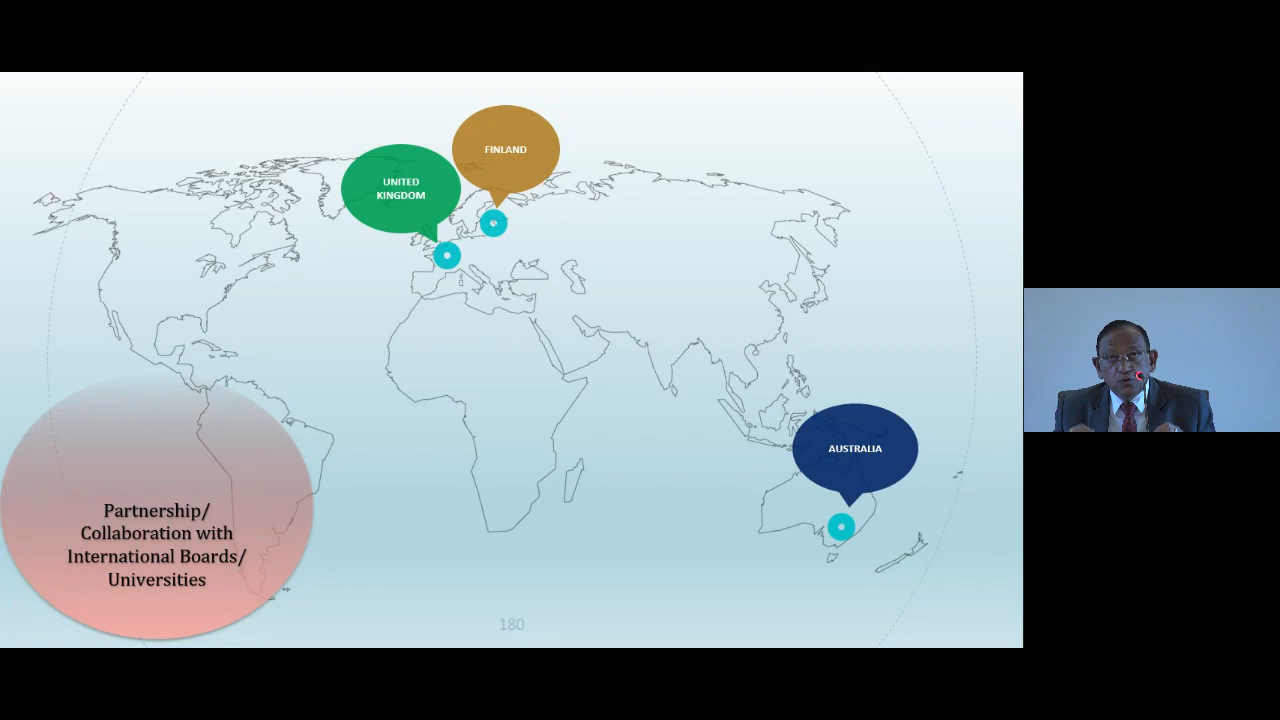 FINLAND
UNITED
KINGDOM
AUSTRALIA
Partnership/
Collaboration with
International Boards/
Universities
180